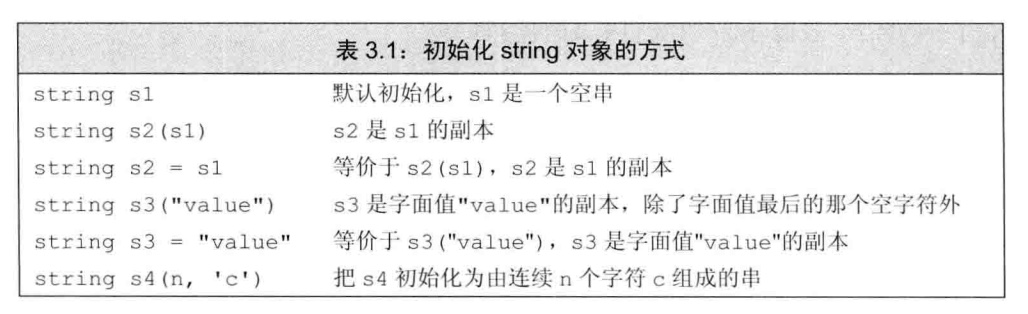 表 3.1：初始化 string 对象的方式
string s1 默认初始化，s1 是一个空串
string s2(s1) s2 是 s1 的副本
string s2 = s1 等价于 s2(s1)，s2 是 s1 的副本
string s3("value") s3 是字面值"value"的副本，除了字面值最后的那个空字符外
string s3 = "value" 等价于 s3("value")，s3 是字面值"value"的副本
string s4(n, 'c') 把 s4 初始化为由连续 n 个字符 c 组成的串